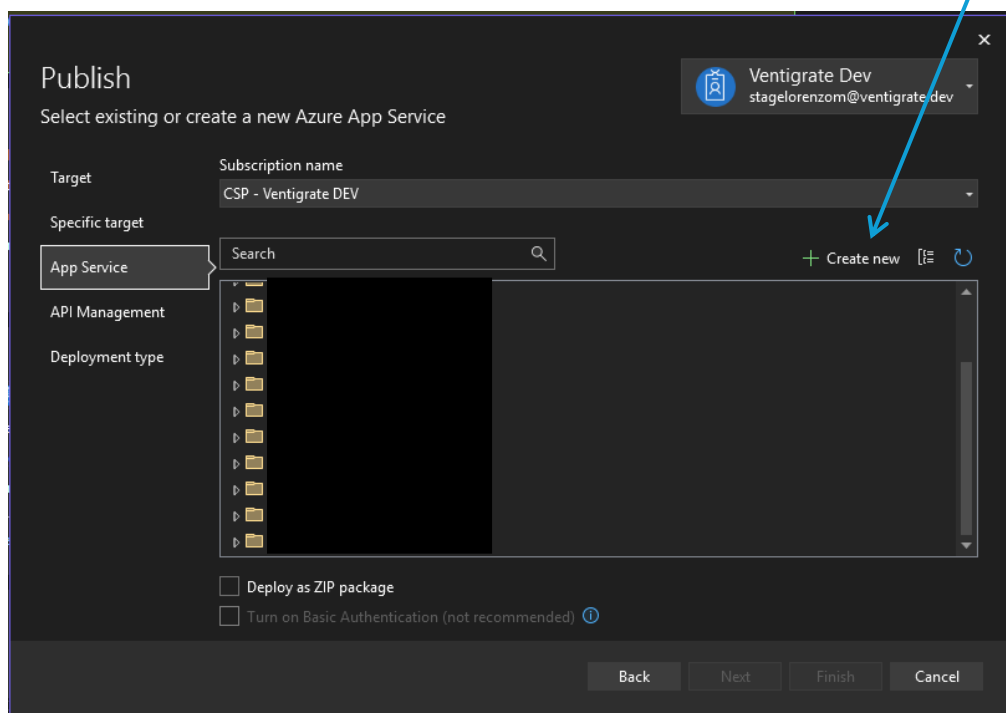 Publish
Select existing or create a new Azure App Service
Ventigrate Dev
stagelorenzom@ventigrate.dev
Target
Specific target
App Service
API Management
Deployment type
Subscription name
CSP - Ventigrate DEV
Search
Create new
Deploy as ZIP package
Turn on Basic Authentication (not recommended)
Back
Next
Finish
Cancel